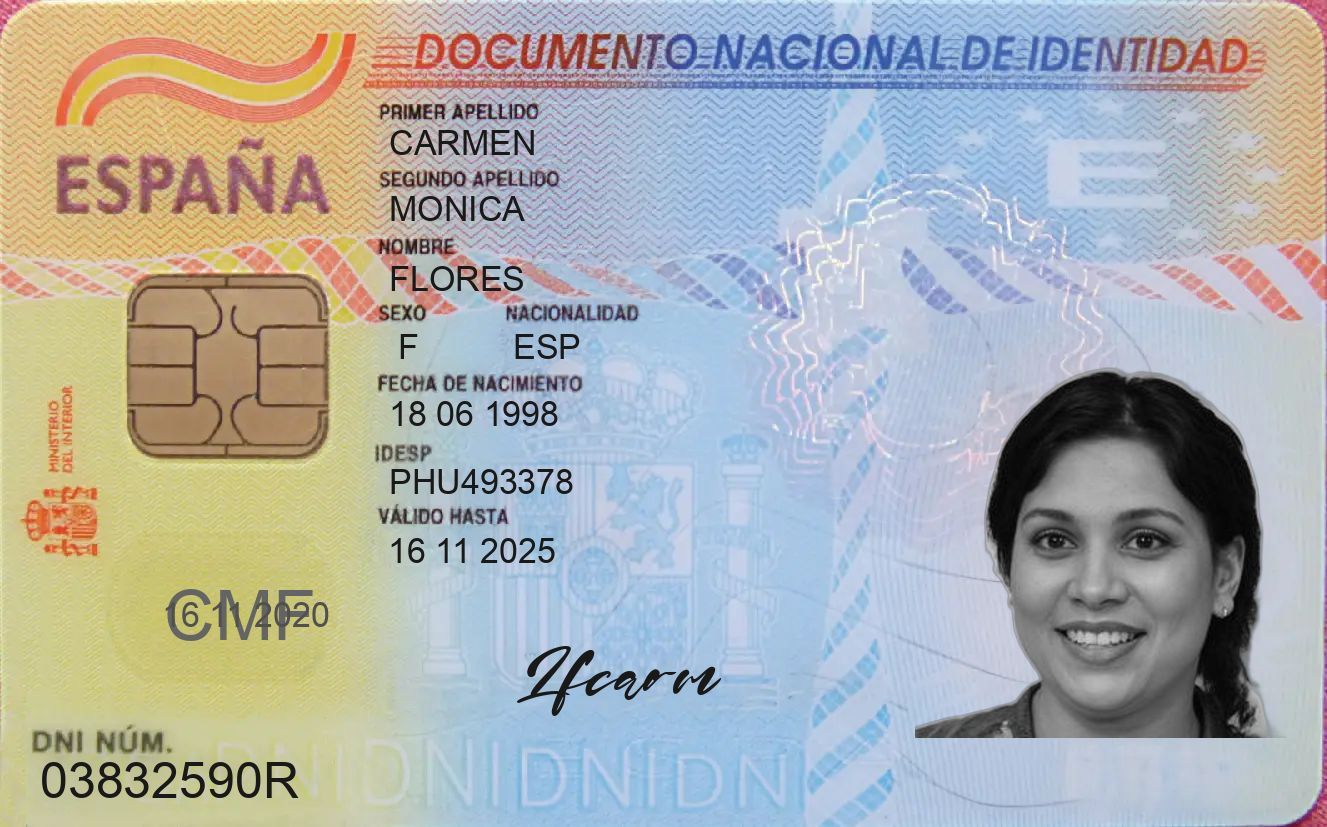 DOCUMENTO NACIONAL DE IDENTIDAD
ESPAÑA
E
PRIMER APELLIDO
CARMEN
SEGUNDO APELLIDO
MONICA
NOMBRE
FLORES
SEXO NACIONALIDAD
F ESP
FECHA DE NACIMIENTO
18 06 1998
IDESP
PHU493378
VÁLIDO HASTA
16 11 2025
MINISTERIO
DEL INTERIOR
CMF
16 11 2020
Lfcarm
DNI NÚM.
03832590R
DNIDNIDNIDNI